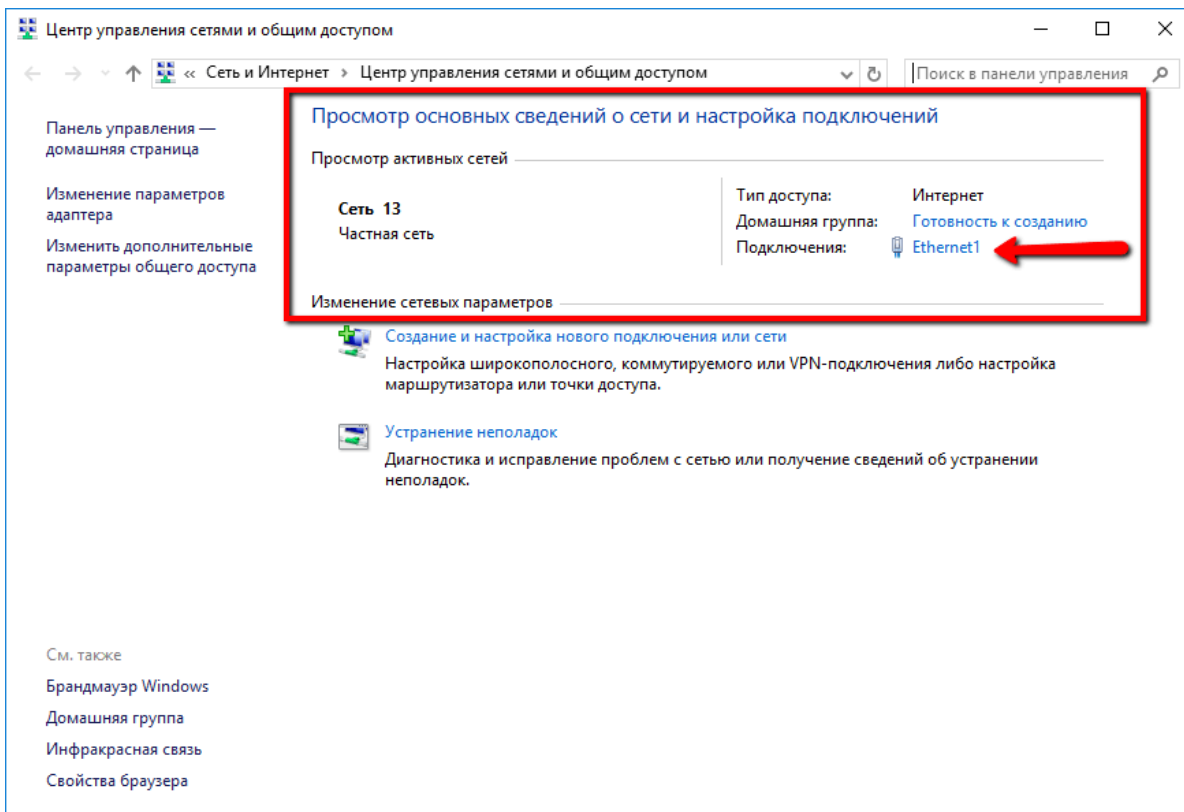 Центр управления сетями и общим доступом
« Сеть и Интернет › Центр управления сетями и общим доступом
Поиск в панели управления
Панель управления —
домашняя страница
Изменение параметров
адаптера
Изменить дополнительные
параметры общего доступа
Просмотр основных сведений о сети и настройка подключений
Просмотр активных сетей
Сеть 13
Частная сеть
Тип доступа: Интернет
Домашняя группа: Готовность к созданию
Подключения: Ethernet1
Изменение сетевых параметров
Создание и настройка нового подключения или сети
Настройка широкополосного, коммутируемого или VPN-подключения либо настройка
маршрутизатора или точки доступа.
Устранение неполадок
Диагностика и исправление проблем с сетью или получение сведений об устранении
неполадок.
См. также
Брандмауэр Windows
Домашняя группа
Инфракрасная связь
Свойства браузера